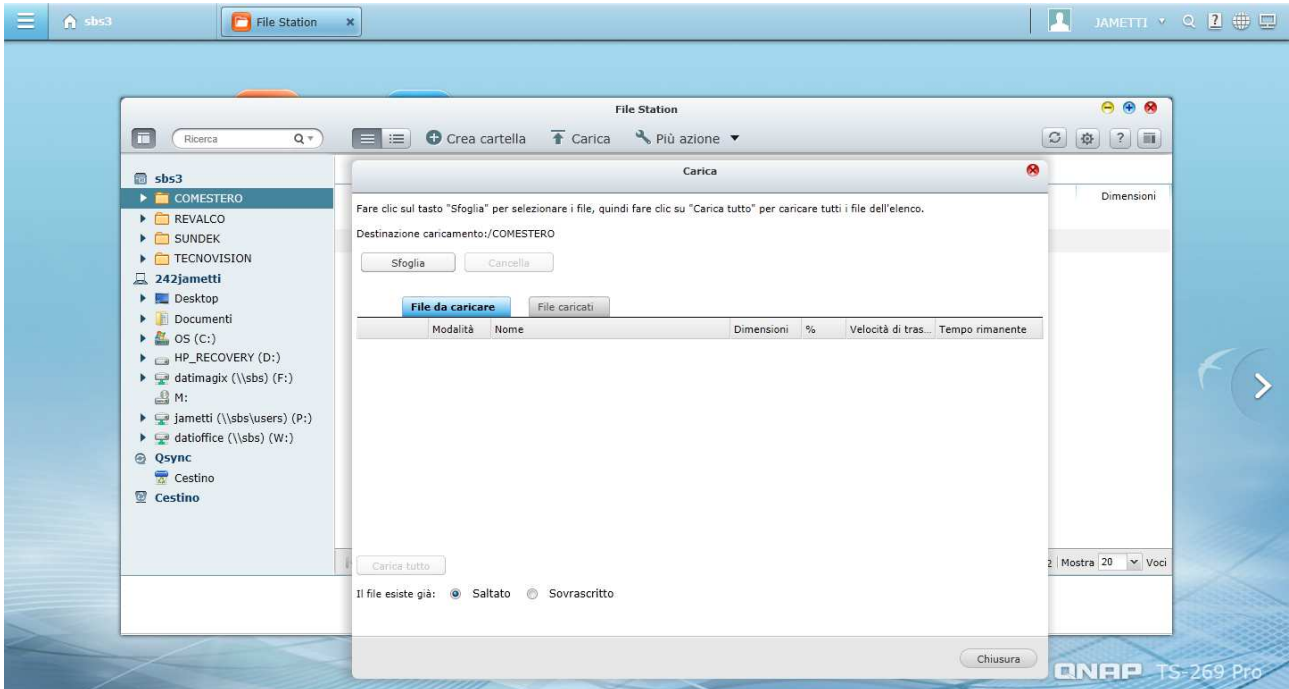 sbs3 File Station JAMETTI
File Station
Ricerca Crea cartella Carica Più azione
sbs3
COMESTERO
REVALCO
SUNDEK
TECNOVISION
242jametti
Desktop
Documenti
OS (C:)
HP_RECOVERY (D:)
datimagix (\\sbs) (F:)
M:
jametti (\\sbs\users) (P:)
datioffice (\\sbs) (W:)
Qsync
Cestino
Cestino
Dimensioni
Carica
Fare clic sul tasto "Sfoglia" per selezionare i file, quindi fare clic su "Carica tutto" per caricare tutti i file dell'elenco.
Destinazione caricamento:/COMESTERO
Sfoglia Cancella
File da caricare File caricati
Modalità Nome Dimensioni % Velocità di tras... Tempo rimanente
Carica tutto
Il file esiste già: Saltato Sovrascritto
Chiusura
2 Mostra 20 Voci
QNAP TS-269 Pro